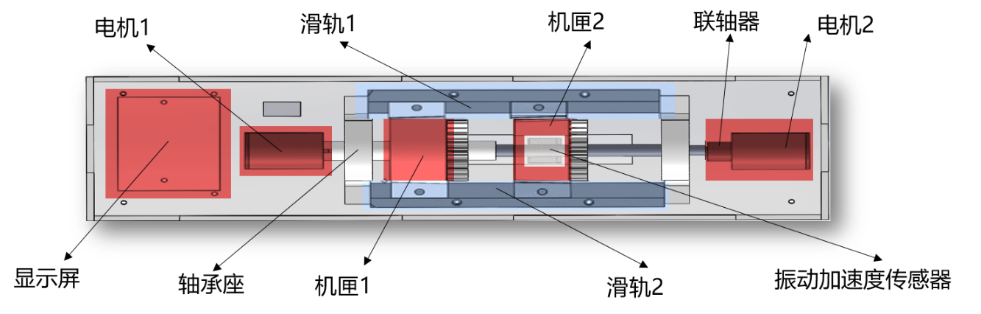 电机1
滑轨1
机匣2
联轴器
电机2
显示屏
轴承座
机匣1
滑轨2
振动加速度传感器